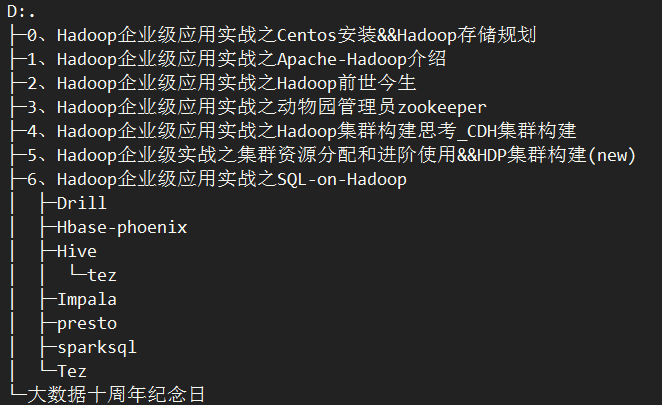 D:.
├─0、Hadoop企业级应用实战之Centos安装&&Hadoop存储规划
├─1、Hadoop企业级应用实战之Apache-Hadoop介绍
├─2、Hadoop企业级应用实战之Hadoop前世今生
├─3、Hadoop企业级应用实战之动物园管理员zookeeper
├─4、Hadoop企业级应用实战之Hadoop集群构建思考_CDH集群构建
├─5、Hadoop企业级实战之集群资源分配和进阶使用&&HDP集群构建(new)
├─6、Hadoop企业级应用实战之SQL-on-Hadoop
│  ├─Drill
│  ├─Hbase-phoenix
│  ├─Hive
│  │  └─tez
│  ├─Impala
│  ├─presto
│  ├─sparksql
│  └─Tez
└─大数据十周年纪念日